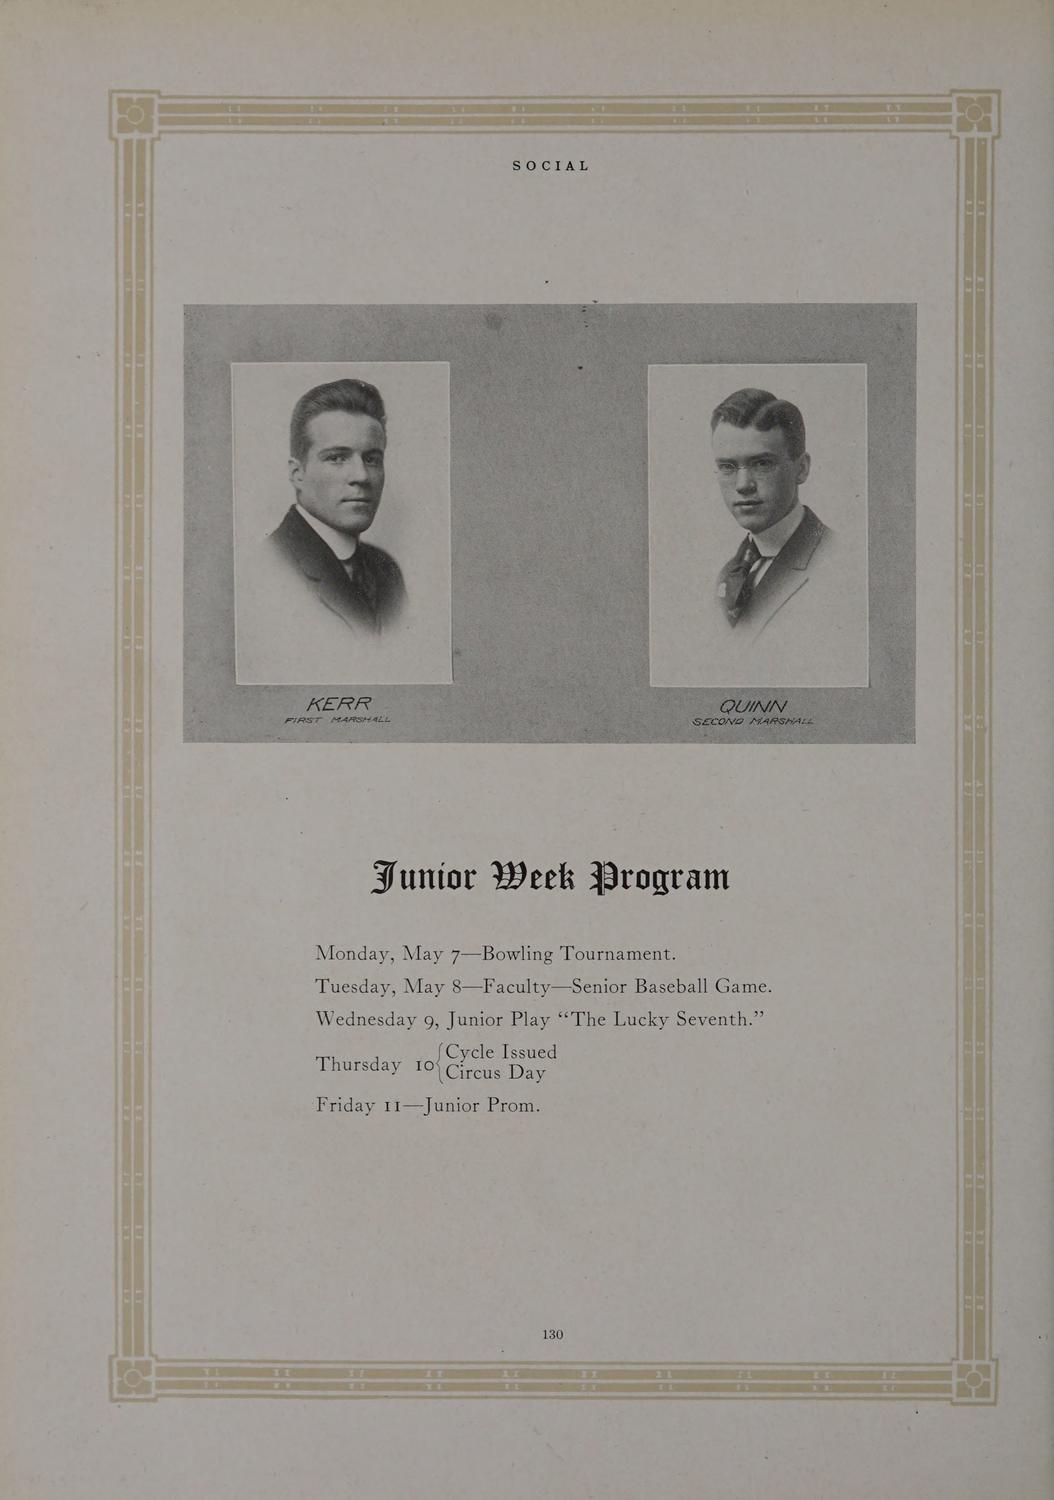 SOCIAL
KERR
FIRST MARSHALL
QUINN
SECOND MARSHALL
Junior Week Program
Monday, May 7—Bowling Tournament.
Tuesday, May 8—Faculty—Senior Baseball Game.
Wednesday 9, Junior Play “The Lucky Seventh.”
Thursday 10{Cycle Issued
Circus Day
Friday 11—Junior Prom.
130